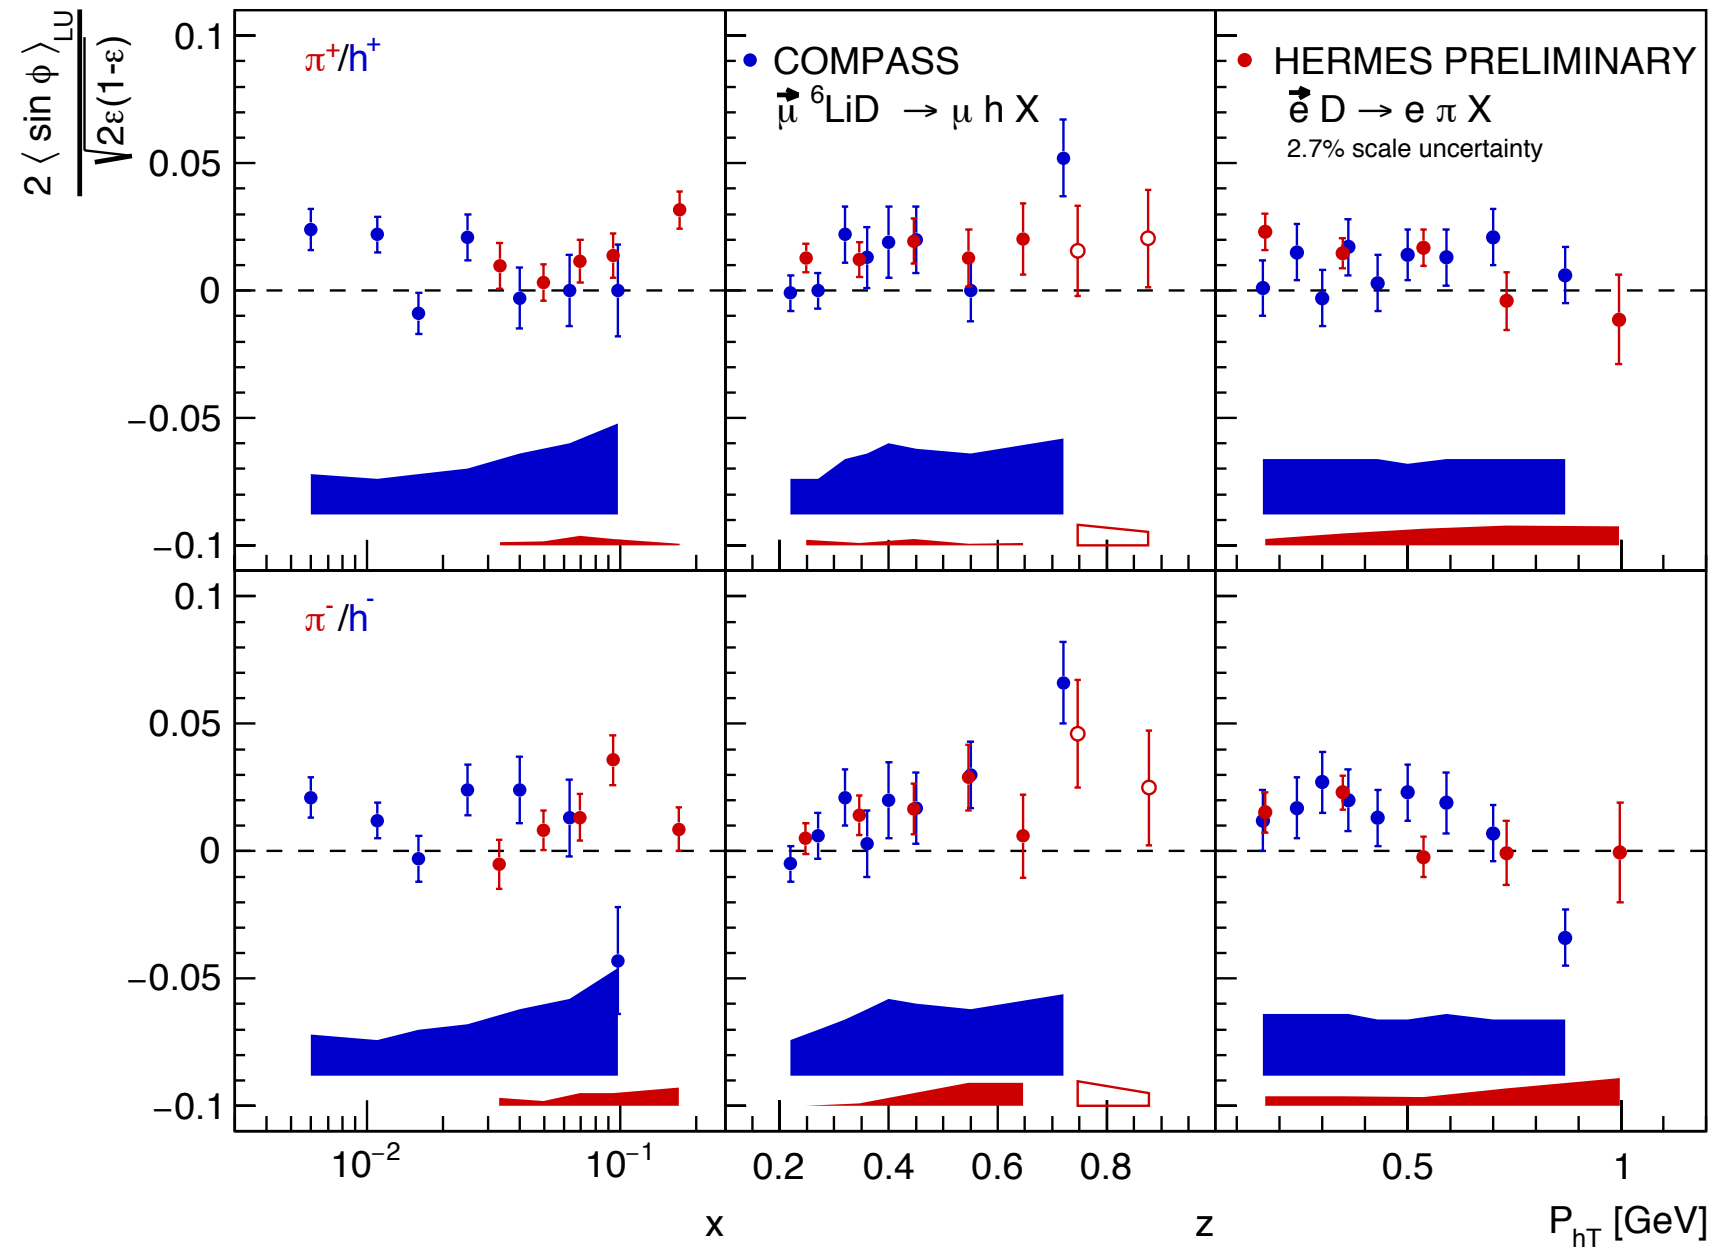 2 ⟨ sin ϕ ⟩LU
√2ε(1-ε)
π+/h+
COMPASS
μ⃗ ⁶LiD → μ h X
HERMES PRELIMINARY
e⃗ D → e π X
2.7% scale uncertainty
0.1
0.05
0
−0.05
−0.1
π-/h-
0.1
0.05
0
−0.05
−0.1
10⁻² 10⁻¹ 0.2 0.4 0.6 0.8 0.5 1
x z PhT [GeV]